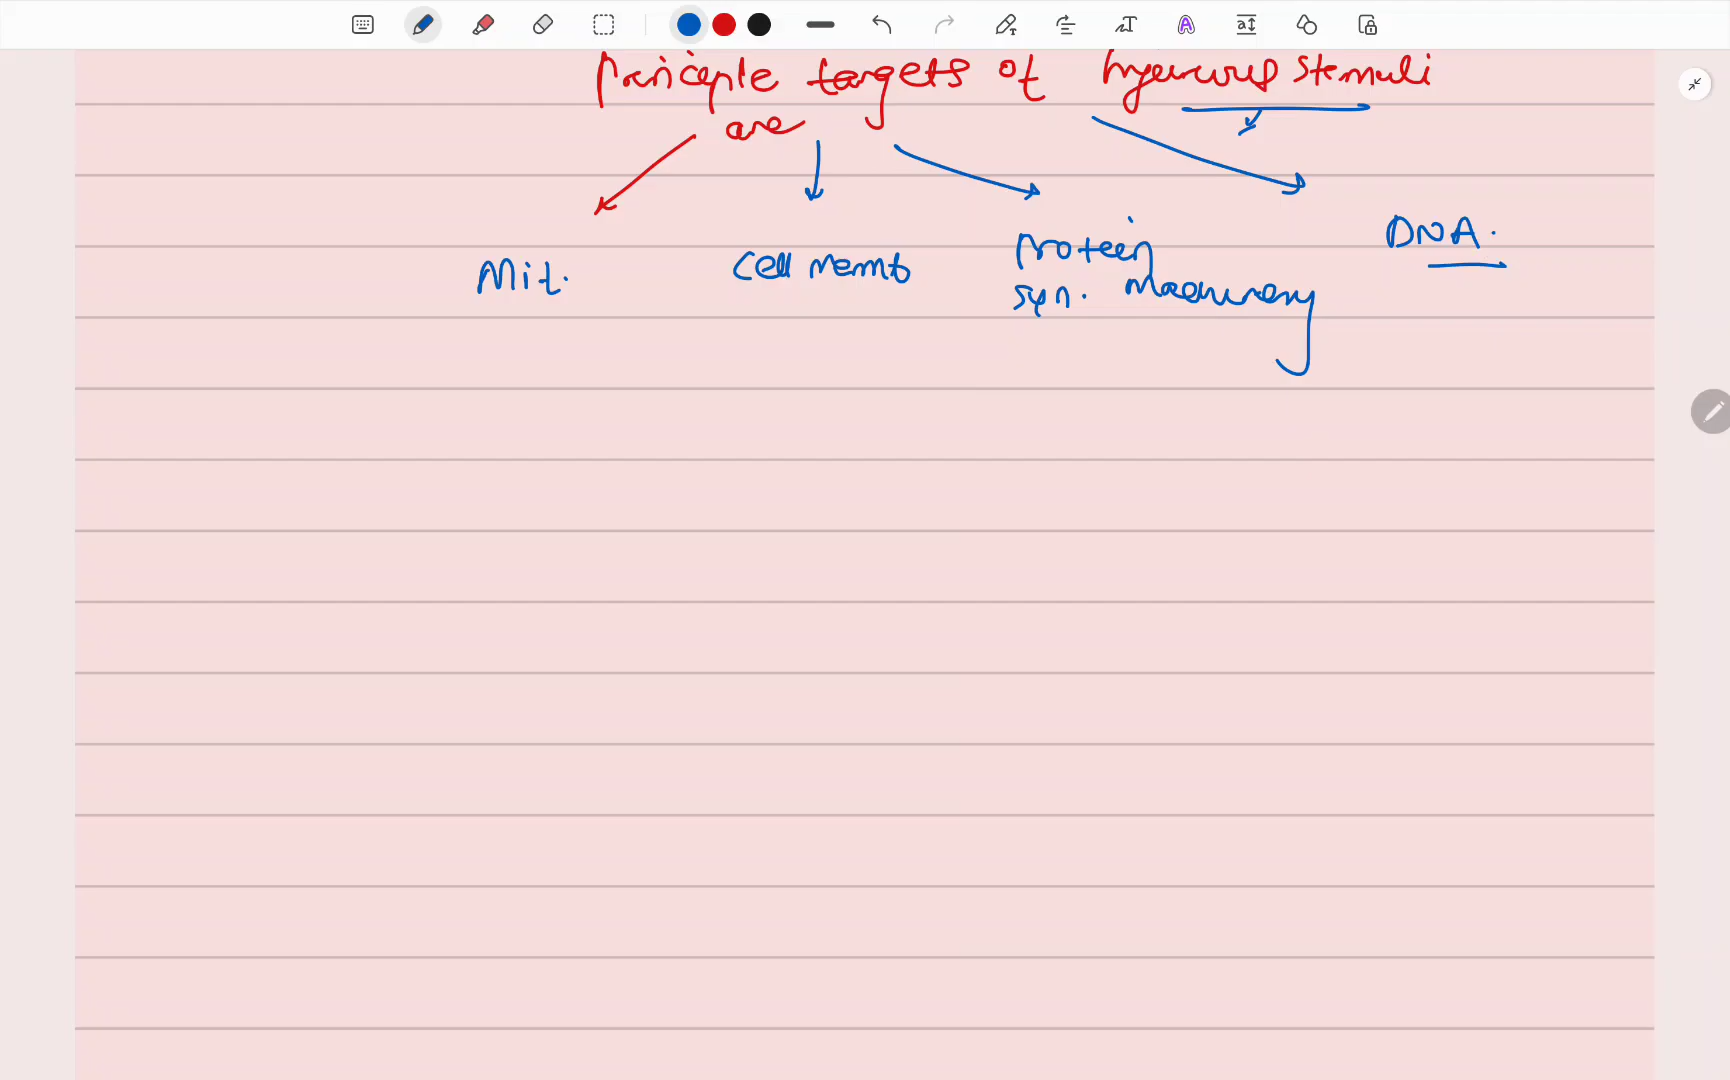 Principle targets of injurious stimuli
are
Mit.
Cell memb
Protein
syn. machinery
DNA.